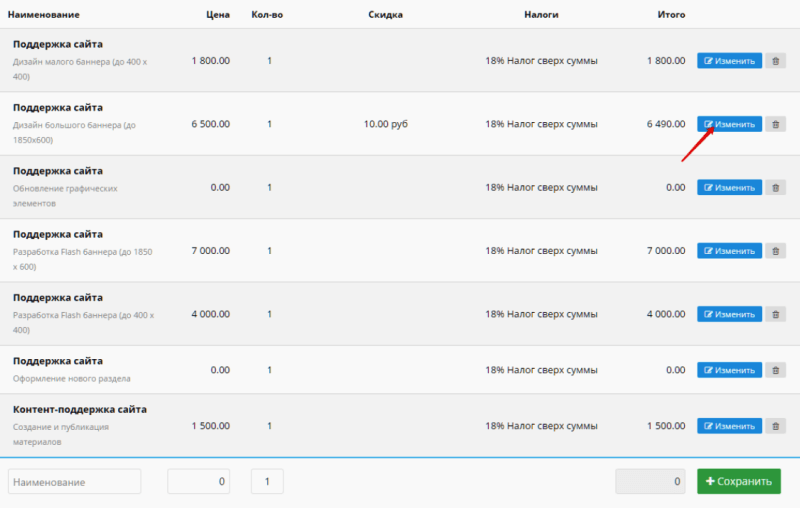 Наименование Цена Кол-во Скидка Налоги Итого
Поддержка сайта
Дизайн малого баннера (до 400 x
400)
1 800.00 1 18% Налог сверх суммы 1 800.00 Изменить
Поддержка сайта
Дизайн большого баннера (до
1850x600)
6 500.00 1 10.00 руб 18% Налог сверх суммы 6 490.00 Изменить
Поддержка сайта
Обновление графических
элементов
0.00 1 18% Налог сверх суммы 0.00 Изменить
Поддержка сайта
Разработка Flash баннера (до 1850
x 600)
7 000.00 1 18% Налог сверх суммы 7 000.00 Изменить
Поддержка сайта
Разработка Flash баннера (до 400 x
400)
4 000.00 1 18% Налог сверх суммы 4 000.00 Изменить
Поддержка сайта
Оформление нового раздела
0.00 1 18% Налог сверх суммы 0.00 Изменить
Контент-поддержка сайта
Создание и публикация
материалов
1 500.00 1 18% Налог сверх суммы 1 500.00 Изменить
Наименование 0 1 0 Сохранить